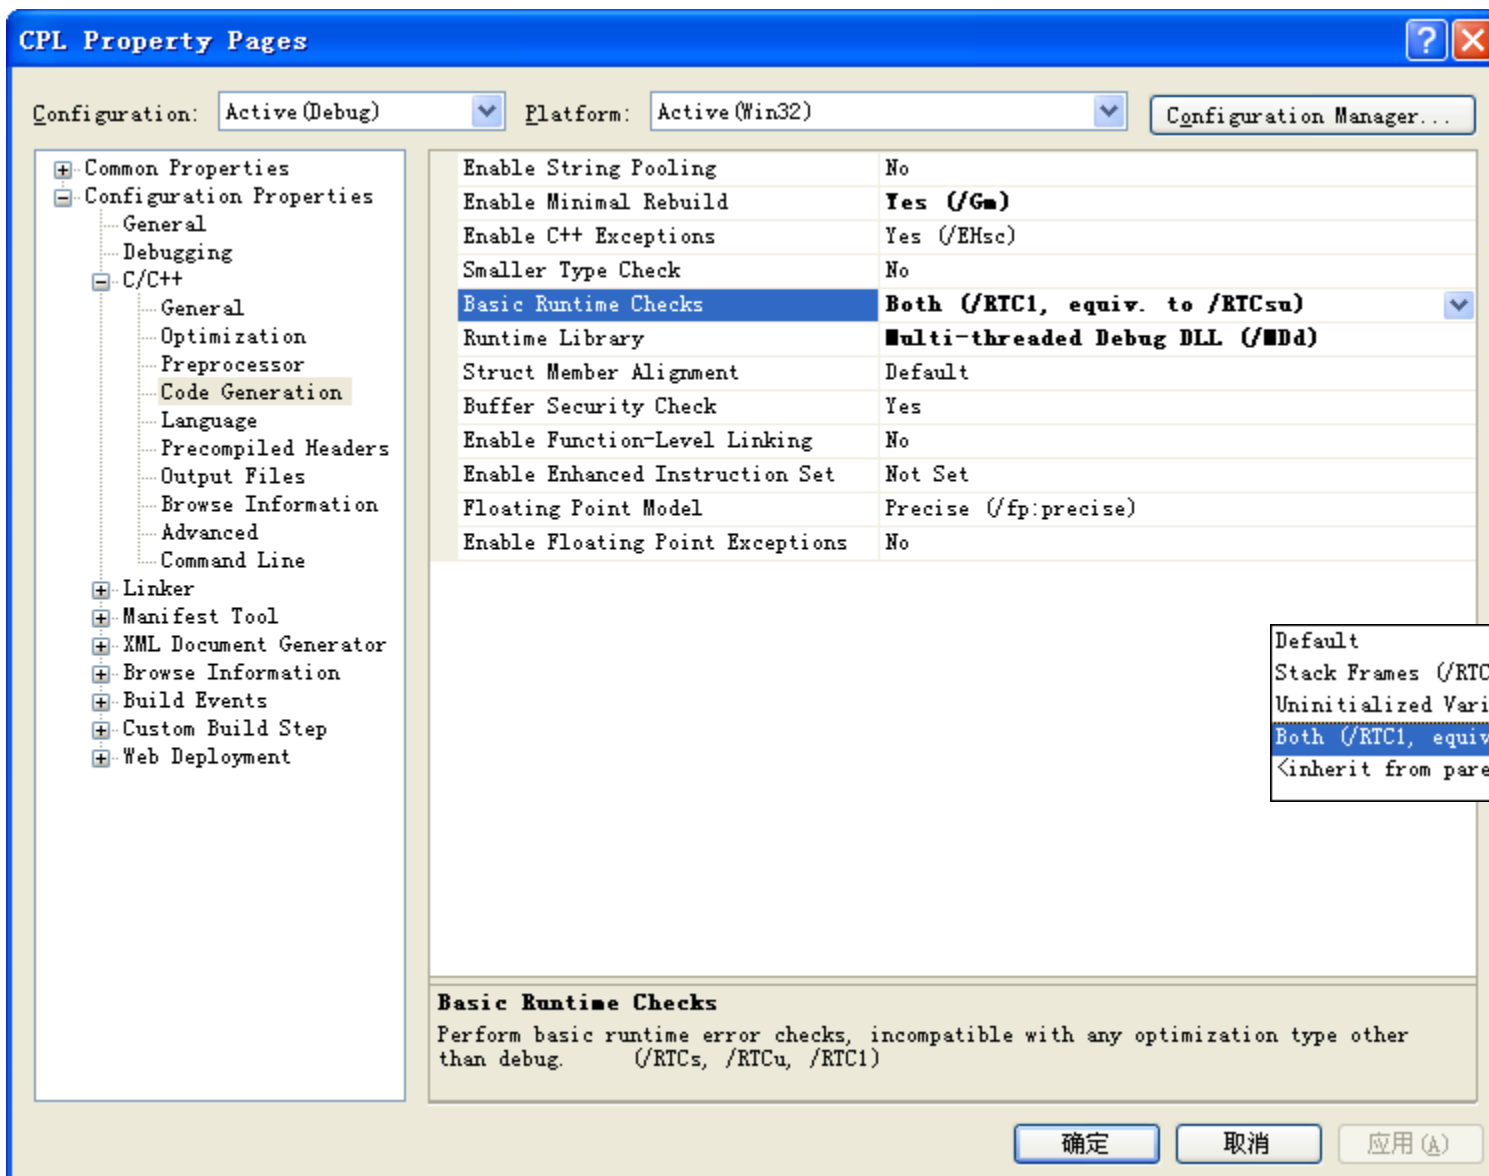 CPL Property Pages
Configuration: Active(Debug) Platform: Active(Win32) Configuration Manager...
Common Properties
Configuration Properties
General
Debugging
C/C++
General
Optimization
Preprocessor
Code Generation
Language
Precompiled Headers
Output Files
Browse Information
Advanced
Command Line
Linker
Manifest Tool
XML Document Generator
Browse Information
Build Events
Custom Build Step
Web Deployment
Enable String Pooling No
Enable Minimal Rebuild Yes (/Gm)
Enable C++ Exceptions Yes (/EHsc)
Smaller Type Check No
Basic Runtime Checks Both (/RTC1, equiv. to /RTCsu)
Runtime Library Multi-threaded Debug DLL (/MDd)
Struct Member Alignment Default
Buffer Security Check Yes
Enable Function-Level Linking No
Enable Enhanced Instruction Set Not Set
Floating Point Model Precise (/fp:precise)
Enable Floating Point Exceptions No
Default
Stack Frames (/RTC
Uninitialized Vari
Both (/RTC1, equiv
<inherit from pare
Basic Runtime Checks
Perform basic runtime error checks, incompatible with any optimization type other
than debug. (/RTCs, /RTCu, /RTC1)
确定 取消 应用(A)